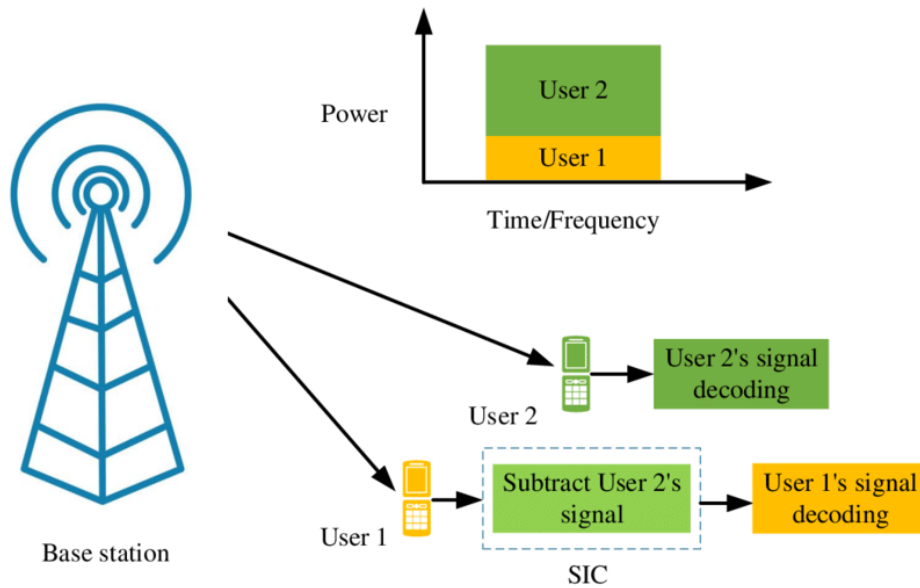 Power
User 2
User 1
Time/Frequency
User 2
User 2's signal
decoding
User 1
Subtract User 2's
signal
User 1's signal
decoding
Base station
SIC